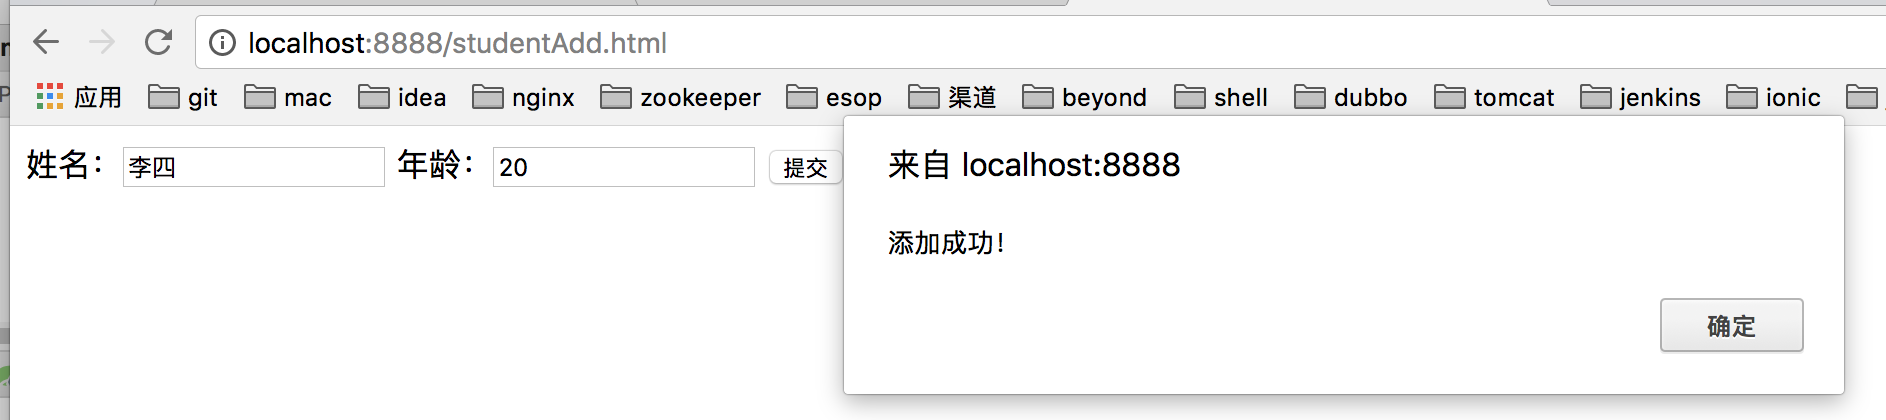 localhost:8888/studentAdd.html
应用 git mac idea nginx zookeeper esop 渠道 beyond shell dubbo tomcat jenkins ionic
姓名： 李四 年龄： 20 提交
来自 localhost:8888
添加成功！
确定